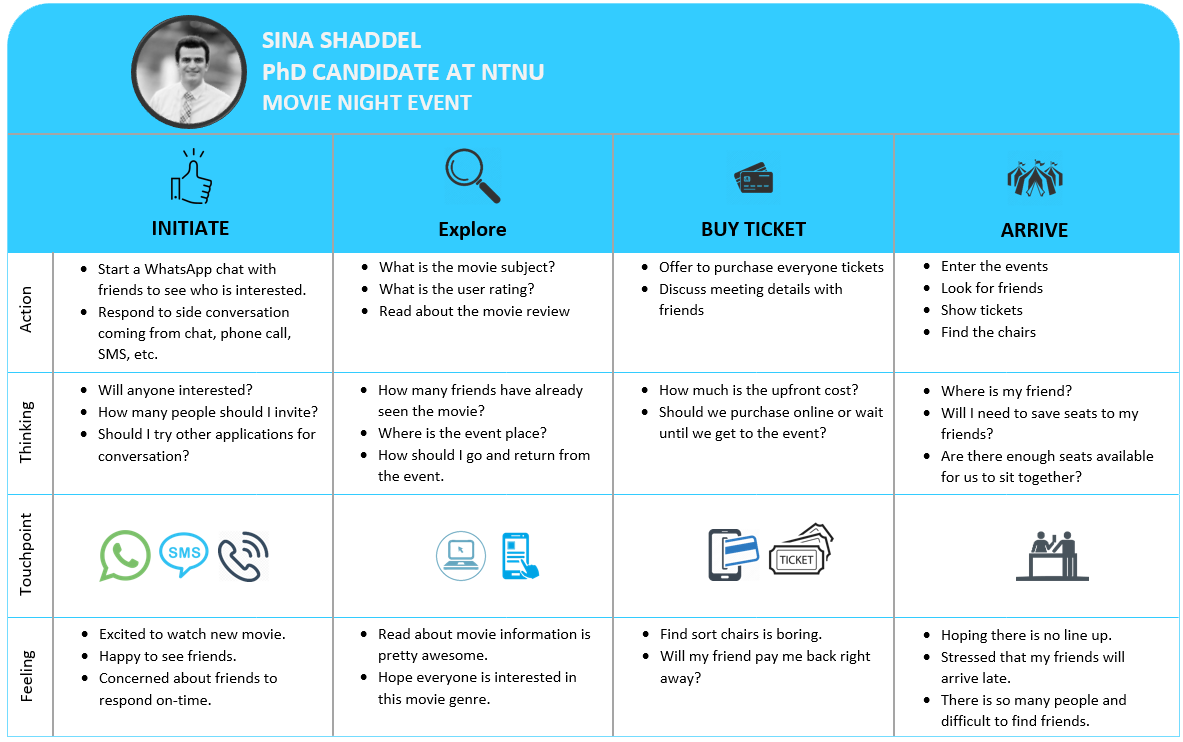 SINA SHADDEL
PhD CANDIDATE AT NTNU
MOVIE NIGHT EVENT
INITIATE
Explore
BUY TICKET
ARRIVE
Action
• Start a WhatsApp chat with
friends to see who is interested.
• Respond to side conversation
coming from chat, phone call,
SMS, etc.
• What is the movie subject?
• What is the user rating?
• Read about the movie review
• Offer to purchase everyone tickets
• Discuss meeting details with
friends
• Enter the events
• Look for friends
• Show tickets
• Find the chairs
Thinking
• Will anyone interested?
• How many people should I invite?
• Should I try other applications for
conversation?
• How many friends have already
seen the movie?
• Where is the event place?
• How should I go and return from
the event.
• How much is the upfront cost?
• Should we purchase online or wait
until we get to the event?
• Where is my friend?
• Will I need to save seats to my
friends?
• Are there enough seats available
for us to sit together?
Touchpoint
SMS
TICKET
Feeling
• Excited to watch new movie.
• Happy to see friends.
• Concerned about friends to
respond on-time.
• Read about movie information is
pretty awesome.
• Hope everyone is interested in
this movie genre.
• Find sort chairs is boring.
• Will my friend pay me back right
away?
• Hoping there is no line up.
• Stressed that my friends will
arrive late.
• There is so many people and
difficult to find friends.